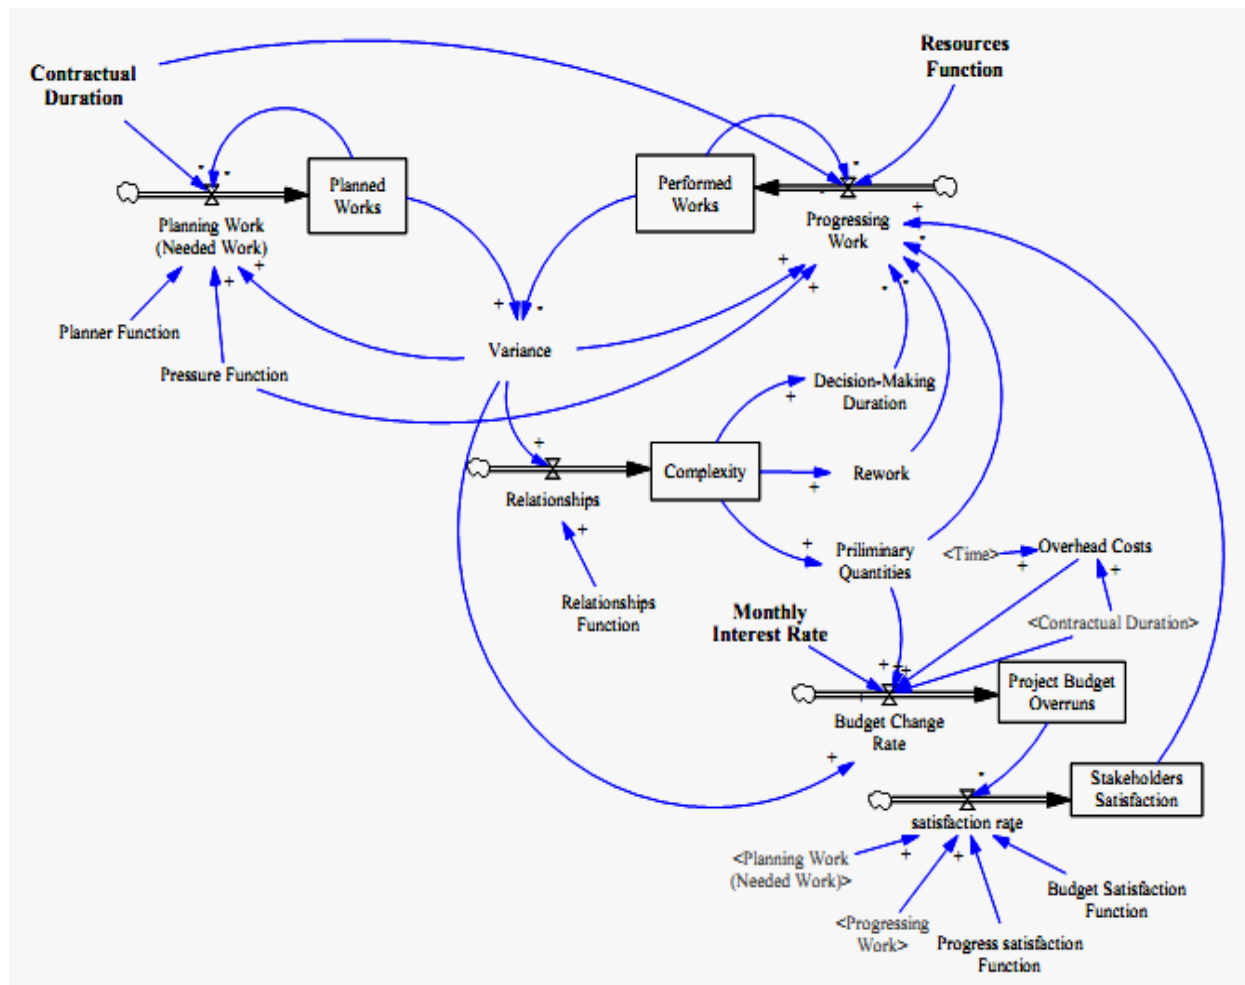 Resources
Function
Contractual
Duration
Planned
Works
Performed
Works
Planning Work
(Needed Work)
Progressing
Work
Planner Function
Variance
Pressure Function
Decision-Making
Duration
Complexity
Rework
Relationships
Priliminary
Quantities
<Time>
Overhead Costs
Relationships
Function
Monthly
Interest Rate
<Contractual Duration>
Project Budget
Overruns
Budget Change
Rate
Stakeholders
Satisfaction
satisfaction rate
<Planning Work
(Needed Work)>
Budget Satisfaction
Function
<Progressing
Work>
Progress satisfaction
Function